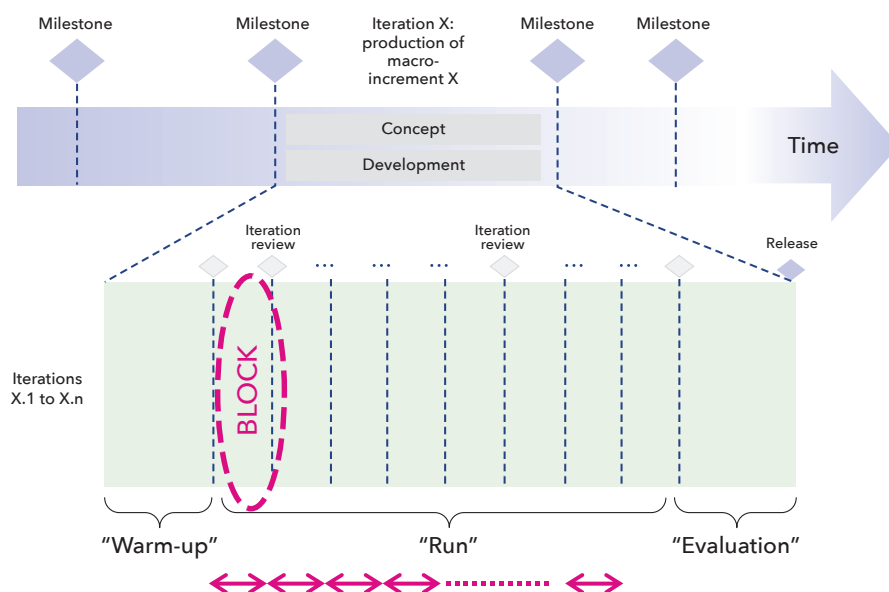 Milestone
Milestone
Iteration X:
production of
macro-
increment X
Milestone
Milestone
Concept
Development
Time
Iteration
review
...
...
...
Iteration
review
...
...
Release
BLOCK
Iterations
X.1 to X.n
“Warm-up”
“Run”
“Evaluation”